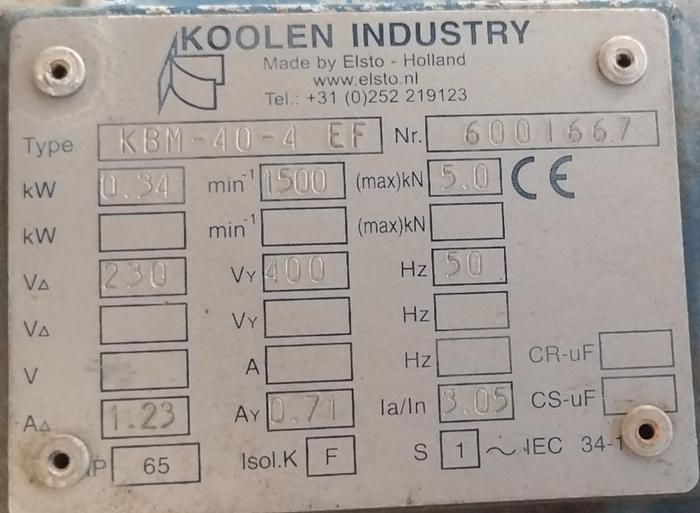 KOOLEN INDUSTRY
Made by Elsto - Holland
www.elsto.nl
Tel.: +31 (0)252 219123
Type KBM-40-4 EF Nr. 6001667
kW 0.34 min-1 1500 (max)kN 5.0 CE
kW min-1 (max)kN
V∆ 230 VY 400 Hz 50
V∆ VY Hz
V A Hz CR-uF
A∆ 1.23 AY 0.71 Ia/In 3.05 CS-uF
65 Isol.K F S 1 ~ IEC 34-1